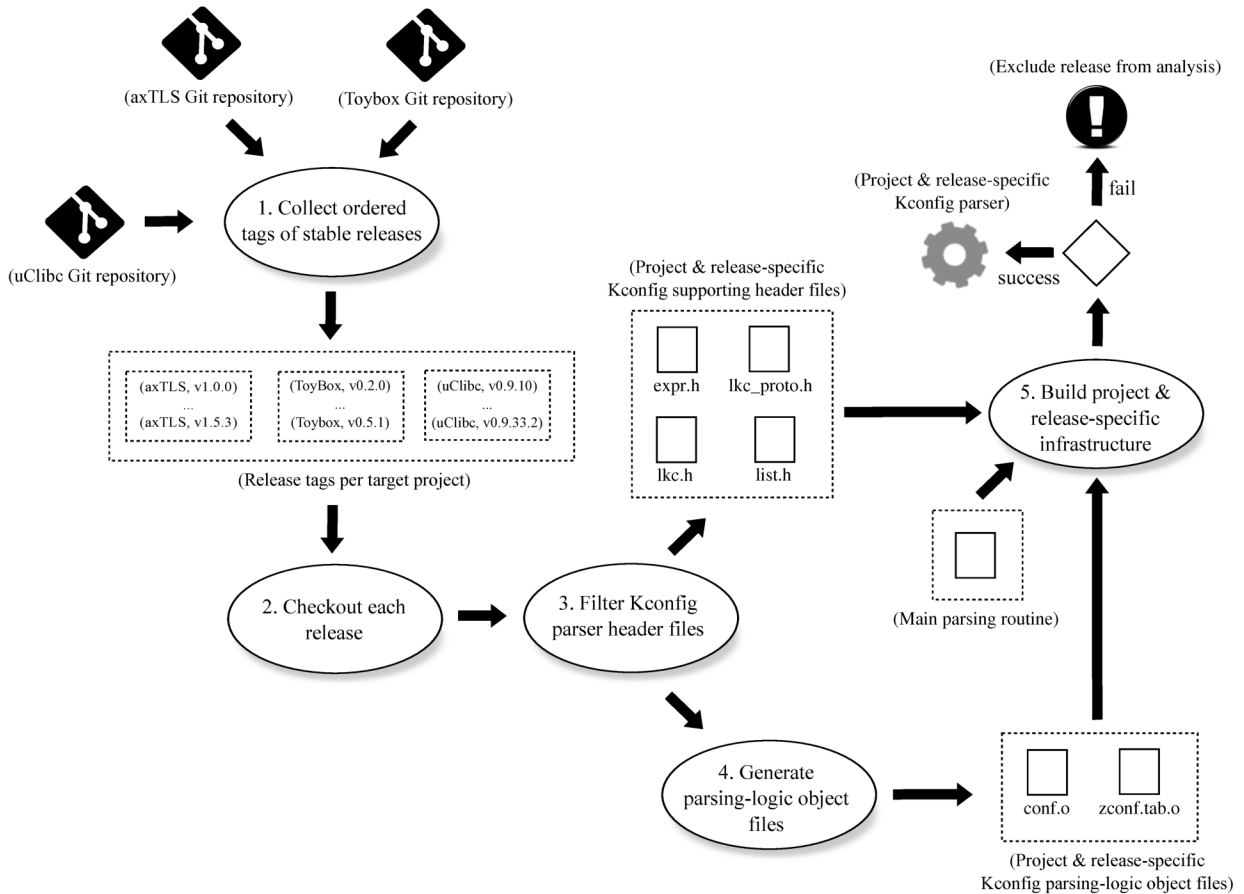 (axTLS Git repository)
(Toybox Git repository)
(uClibc Git repository)
1. Collect ordered
tags of stable releases
(axTLS, v1.0.0)
...
(axTLS, v1.5.3)
(ToyBox, v0.2.0)
...
(Toybox, v0.5.1)
(uClibc, v0.9.10)
...
(uClibc, v0.9.33.2)
(Release tags per target project)
2. Checkout each
release
3. Filter Kconfig
parser header files
(Project & release-specific
Kconfig supporting header files)
expr.h
lkc_proto.h
lkc.h
list.h
4. Generate
parsing-logic object
files
conf.o
zconf.tab.o
(Project & release-specific
Kconfig parsing-logic object files)
(Main parsing routine)
5. Build project &
release-specific
infrastructure
(Project & release-specific
Kconfig parser)
success
fail
(Exclude release from analysis)